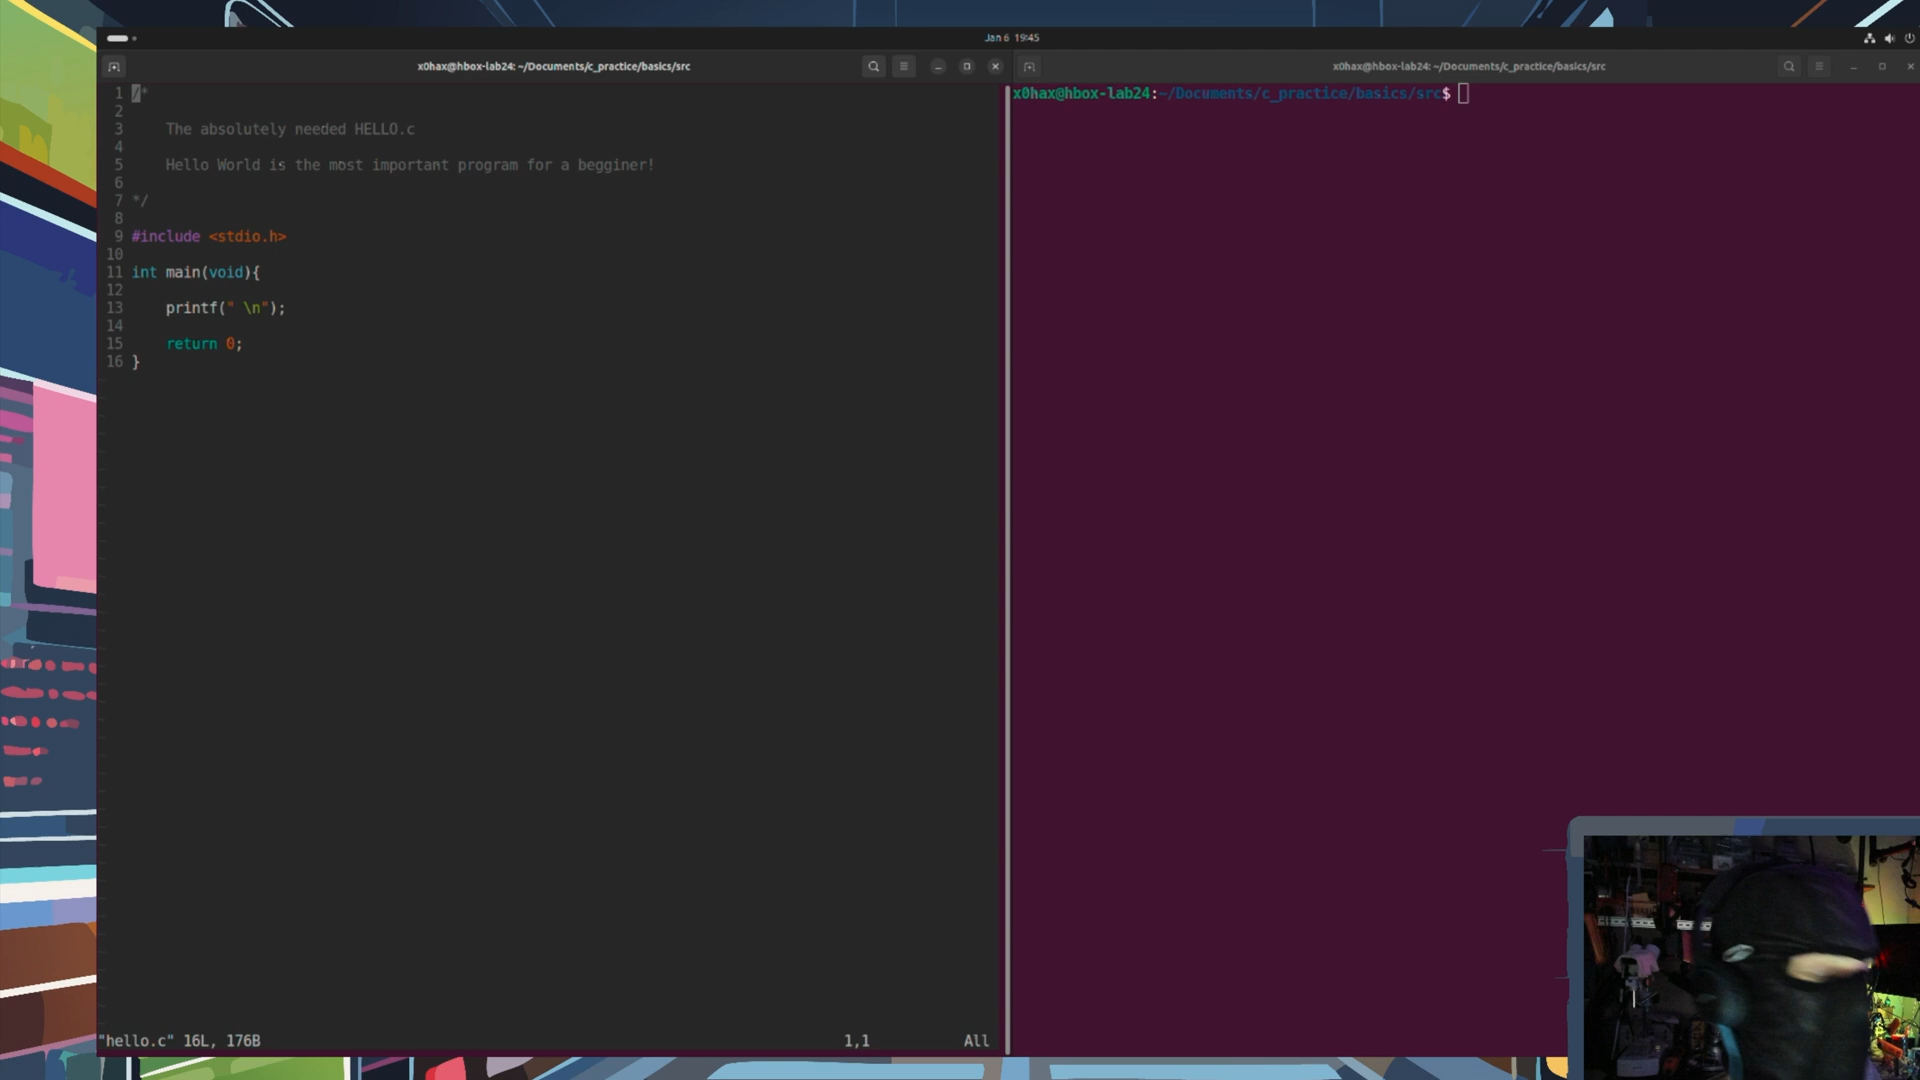 Jan 6 19:45
x0hax@hbox-lab24: ~/Documents/c_practice/basics/src
x0hax@hbox-lab24: ~/Documents/c_practice/basics/src
1 /*
2
3 The absolutely needed HELLO.c
4
5 Hello World is the most important program for a begginer!
6
7 */
8
9 #include <stdio.h>
10
11 int main(void){
12
13 printf(" \n");
14
15 return 0;
16 }
"hello.c" 16L, 176B 1,1 All
x0hax@hbox-lab24:~/Documents/c_practice/basics/src$